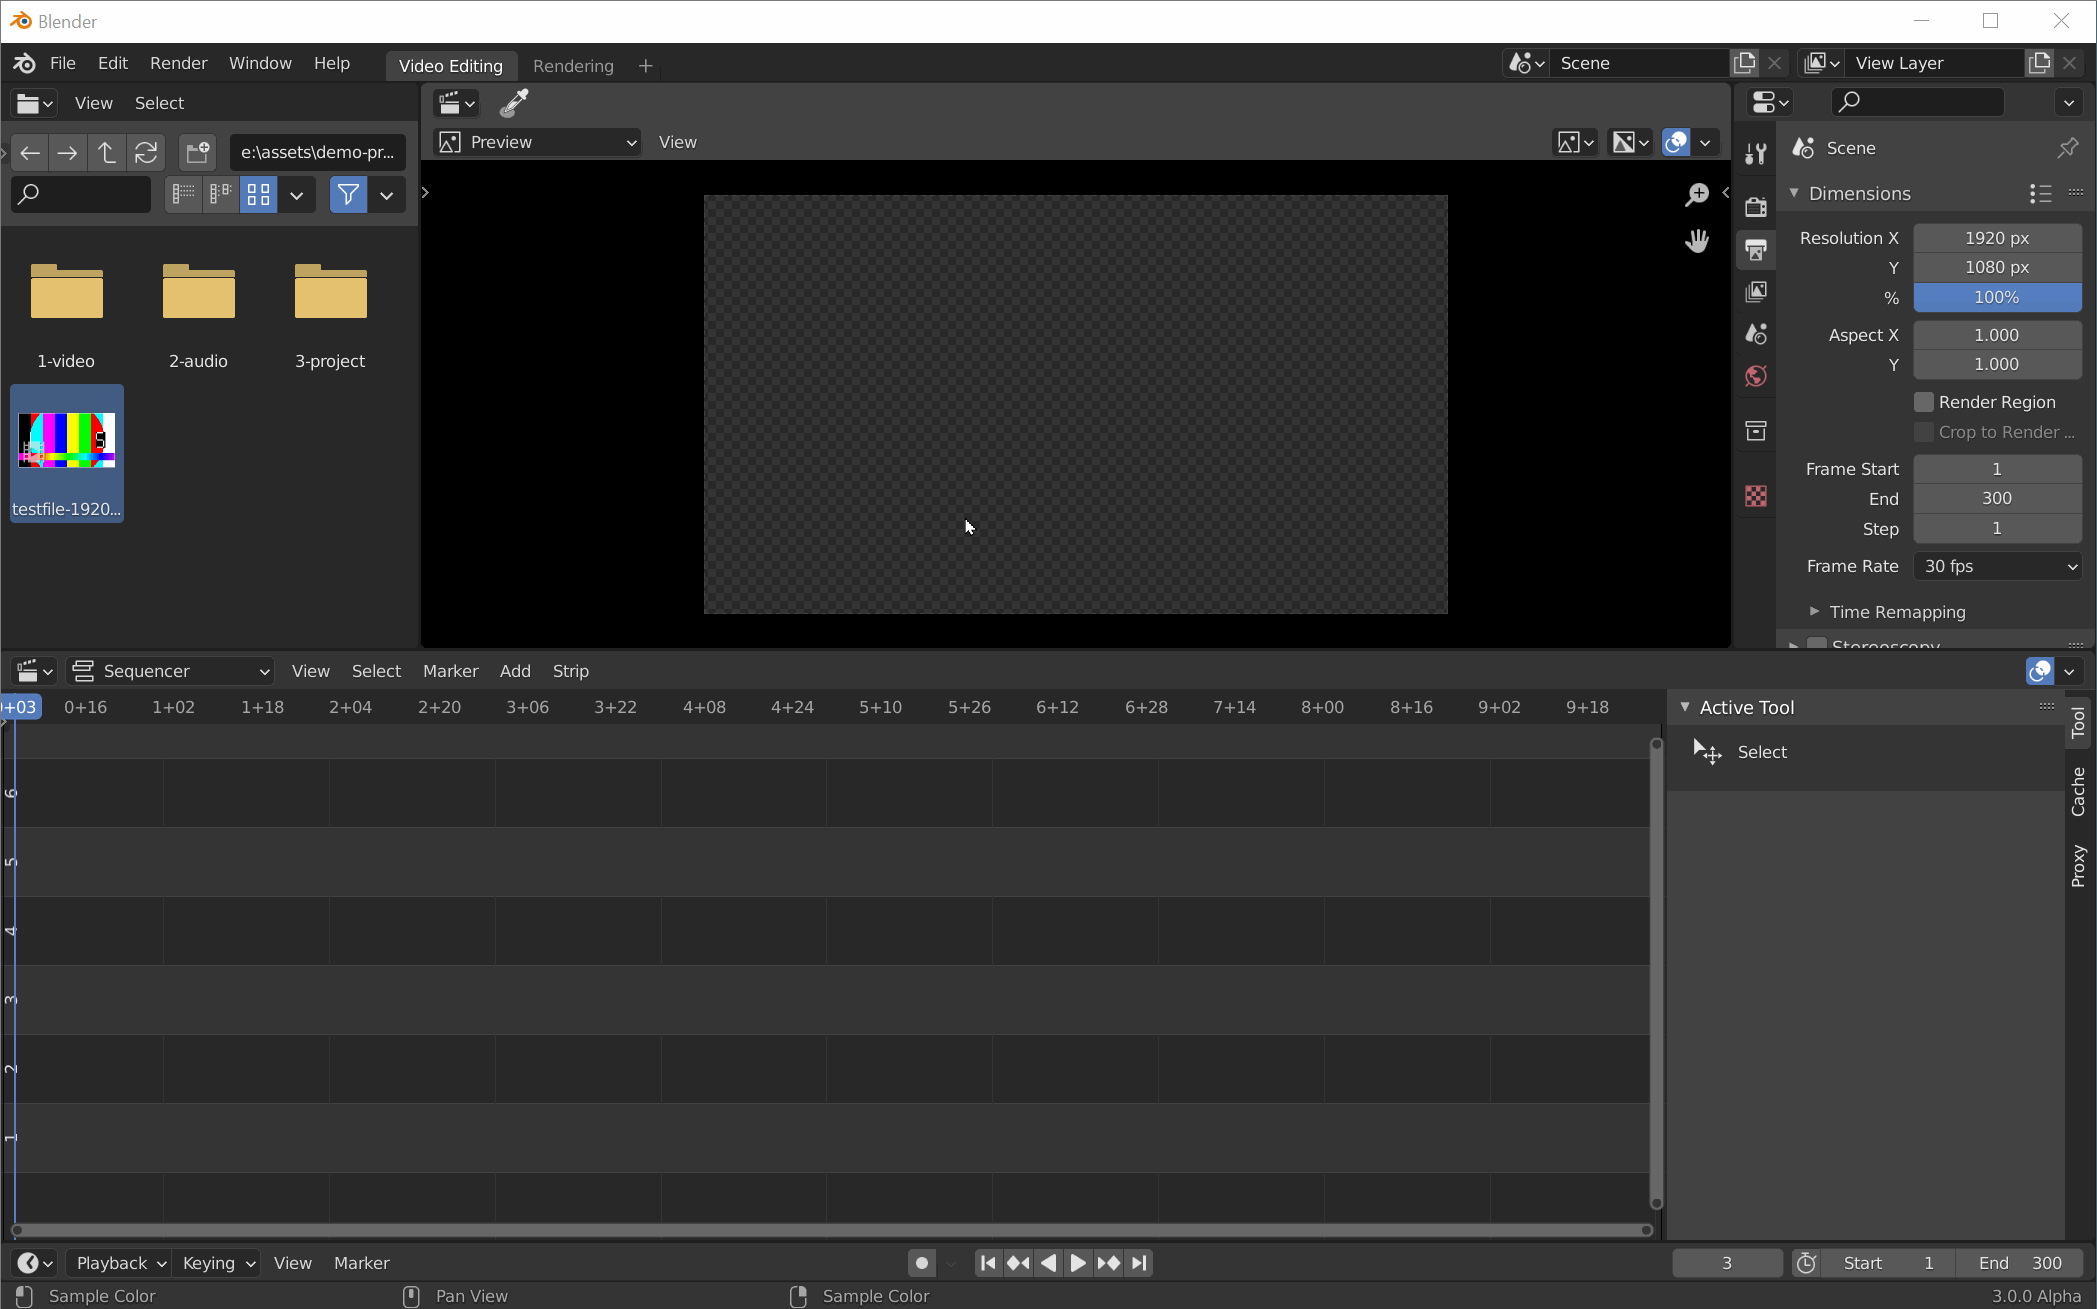 Blender
File Edit Render Window Help Video Editing Rendering + Scene View Layer
View Select
e:\assets\demo-pr...
Preview View
Scene
Dimensions
Resolution X 1920 px
Y 1080 px
% 100%
Aspect X 1.000
Y 1.000
Render Region
Crop to Render ...
Frame Start 1
End 300
Step 1
Frame Rate 30 fps
Time Remapping
Stereoscopy
1-video 2-audio 3-project
testfile-1920...
Sequencer View Select Marker Add Strip
0+03 0+16 1+02 1+18 2+04 2+20 3+06 3+22 4+08 4+24 5+10 5+26 6+12 6+28 7+14 8+00 8+16 9+02 9+18
6
5
4
3
2
1
Active Tool
Select
Tool
Cache
Proxy
Playback Keying View Marker 3 Start 1 End 300
Sample Color Pan View Sample Color 3.0.0 Alpha